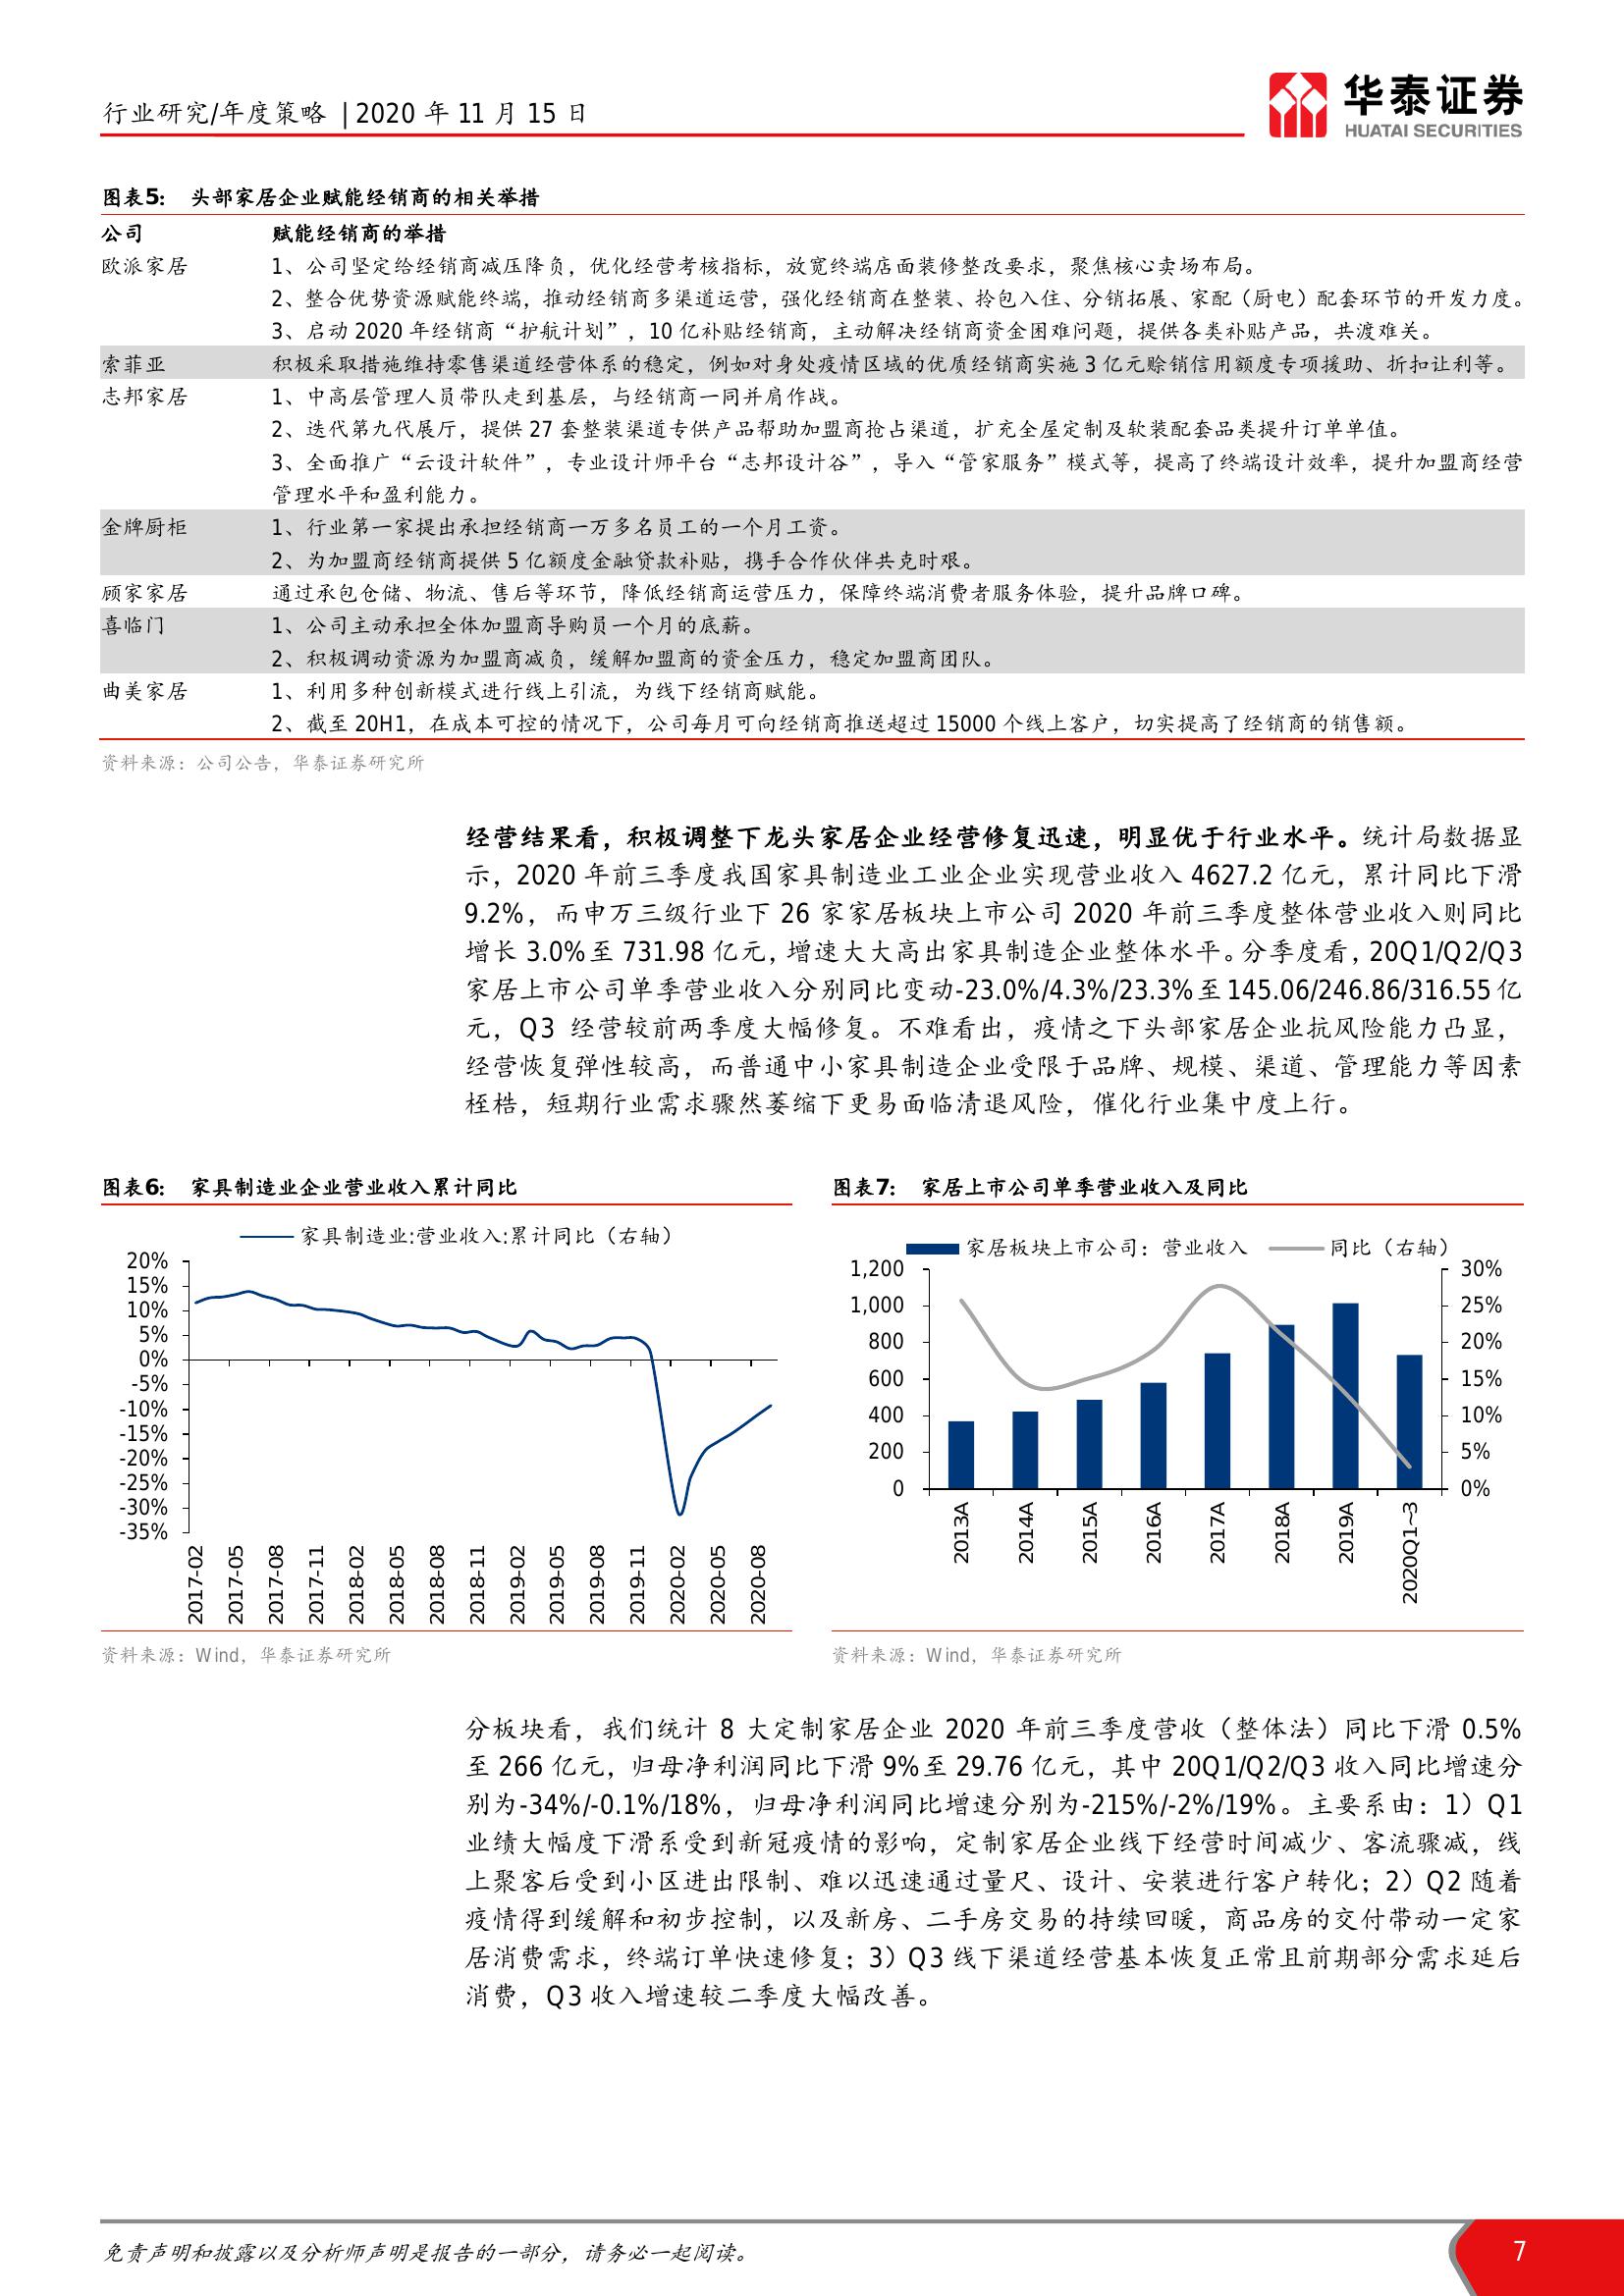 行业研究/年度策略 | 2020 年 11 月 15 日
华泰证券
HUATAI SECURITIES
图表5： 头部家居企业赋能经销商的相关举措
公司 赋能经销商的举措
欧派家居 1、公司坚定给经销商减压降负，优化经营考核指标，放宽终端店面装修整改要求，聚焦核心卖场布局。
2、整合优势资源赋能终端，推动经销商多渠道运营，强化经销商在整装、拎包入住、分销拓展、家配（厨电）配套环节的开发力度。
3、启动 2020 年经销商“护航计划”，10 亿补贴经销商，主动解决经销商资金困难问题，提供各类补贴产品，共渡难关。
索菲亚 积极采取措施维持零售渠道经营体系的稳定，例如对身处疫情区域的优质经销商实施 3 亿元赊销信用额度专项援助、折扣让利等。
志邦家居 1、中高层管理人员带队走到基层，与经销商一同并肩作战。
2、迭代第九代展厅，提供 27 套整装渠道专供产品帮助加盟商抢占渠道，扩充全屋定制及软装配套品类提升订单单值。
3、全面推广“云设计软件”，专业设计师平台“志邦设计谷”，导入“管家服务”模式等，提高了终端设计效率，提升加盟商经营
管理水平和盈利能力。
金牌厨柜 1、行业第一家提出承担经销商一万多名员工的一个月工资。
2、为加盟商经销商提供 5 亿额度金融贷款补贴，携手合作伙伴共克时艰。
顾家家居 通过承包仓储、物流、售后等环节，降低经销商运营压力，保障终端消费者服务体验，提升品牌口碑。
喜临门 1、公司主动承担全体加盟商导购员一个月的底薪。
2、积极调动资源为加盟商减负，缓解加盟商的资金压力，稳定加盟商团队。
曲美家居 1、利用多种创新模式进行线上引流，为线下经销商赋能。
2、截至 20H1，在成本可控的情况下，公司每月可向经销商推送超过 15000 个线上客户，切实提高了经销商的销售额。
资料来源：公司公告，华泰证券研究所
经营结果看，积极调整下龙头家居企业经营修复迅速，明显优于行业水平。统计局数据显
示，2020 年前三季度我国家具制造业工业企业实现营业收入 4627.2 亿元，累计同比下滑
9.2%，而申万三级行业下 26 家家居板块上市公司 2020 年前三季度整体营业收入则同比
增长 3.0%至 731.98 亿元，增速大大高出家具制造企业整体水平。分季度看，20Q1/Q2/Q3
家居上市公司单季营业收入分别同比变动-23.0%/4.3%/23.3%至 145.06/246.86/316.55 亿
元，Q3 经营较前两季度大幅修复。不难看出，疫情之下头部家居企业抗风险能力凸显，
经营恢复弹性较高，而普通中小家具制造企业受限于品牌、规模、渠道、管理能力等因素
桎梏，短期行业需求骤然萎缩下更易面临清退风险，催化行业集中度上行。
图表6： 家具制造业企业营业收入累计同比
家具制造业:营业收入:累计同比（右轴）
20%
15%
10%
5%
0%
-5%
-10%
-15%
-20%
-25%
-30%
-35%
2017-02 2017-05 2017-08 2017-11 2018-02 2018-05 2018-08 2018-11 2019-02 2019-05 2019-08 2019-11 2020-02 2020-05 2020-08
资料来源：Wind，华泰证券研究所
图表7： 家居上市公司单季营业收入及同比
家居板块上市公司：营业收入 同比（右轴）
1,200 30%
1,000 25%
800 20%
600 15%
400 10%
200 5%
0 0%
2013A 2014A 2015A 2016A 2017A 2018A 2019A 2020Q1~3
资料来源：Wind，华泰证券研究所
分板块看，我们统计 8 大定制家居企业 2020 年前三季度营收（整体法）同比下滑 0.5%
至 266 亿元，归母净利润同比下滑 9%至 29.76 亿元，其中 20Q1/Q2/Q3 收入同比增速分
别为-34%/-0.1%/18%，归母净利润同比增速分别为-215%/-2%/19%。主要系由：1）Q1
业绩大幅度下滑系受到新冠疫情的影响，定制家居企业线下经营时间减少、客流骤减，线
上聚客后受到小区进出限制、难以迅速通过量尺、设计、安装进行客户转化；2）Q2 随着
疫情得到缓解和初步控制，以及新房、二手房交易的持续回暖，商品房的交付带动一定家
居消费需求，终端订单快速修复；3）Q3 线下渠道经营基本恢复正常且前期部分需求延后
消费，Q3 收入增速较二季度大幅改善。
免责声明和披露以及分析师声明是报告的一部分，请务必一起阅读。
7